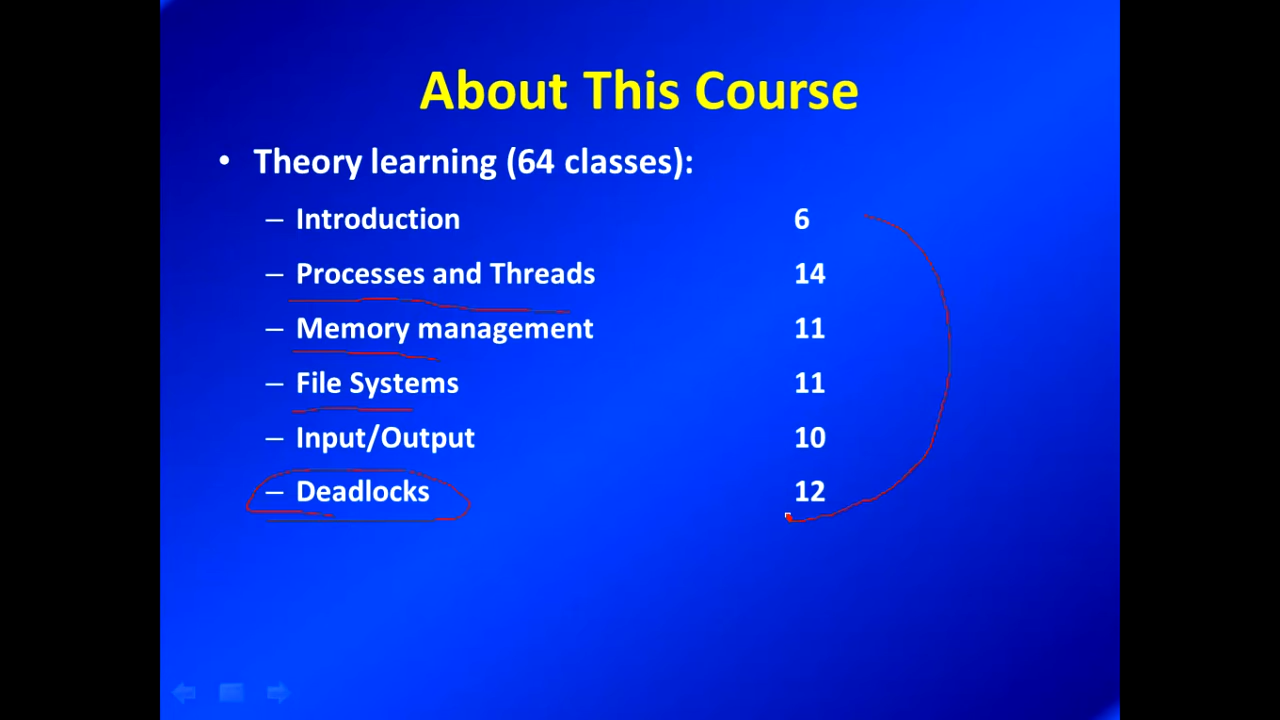 About This Course
• Theory learning (64 classes):
– Introduction 6
– Processes and Threads 14
– Memory management 11
– File Systems 11
– Input/Output 10
– Deadlocks 12